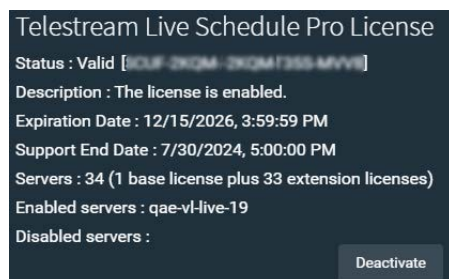 Telestream Live Schedule Pro License
Status : Valid [ ]
Description : The license is enabled.
Expiration Date : 12/15/2026, 3:59:59 PM
Support End Date : 7/30/2024, 5:00:00 PM
Servers : 34 (1 base license plus 33 extension licenses)
Enabled servers : qae-vl-live-19
Disabled servers :
Deactivate